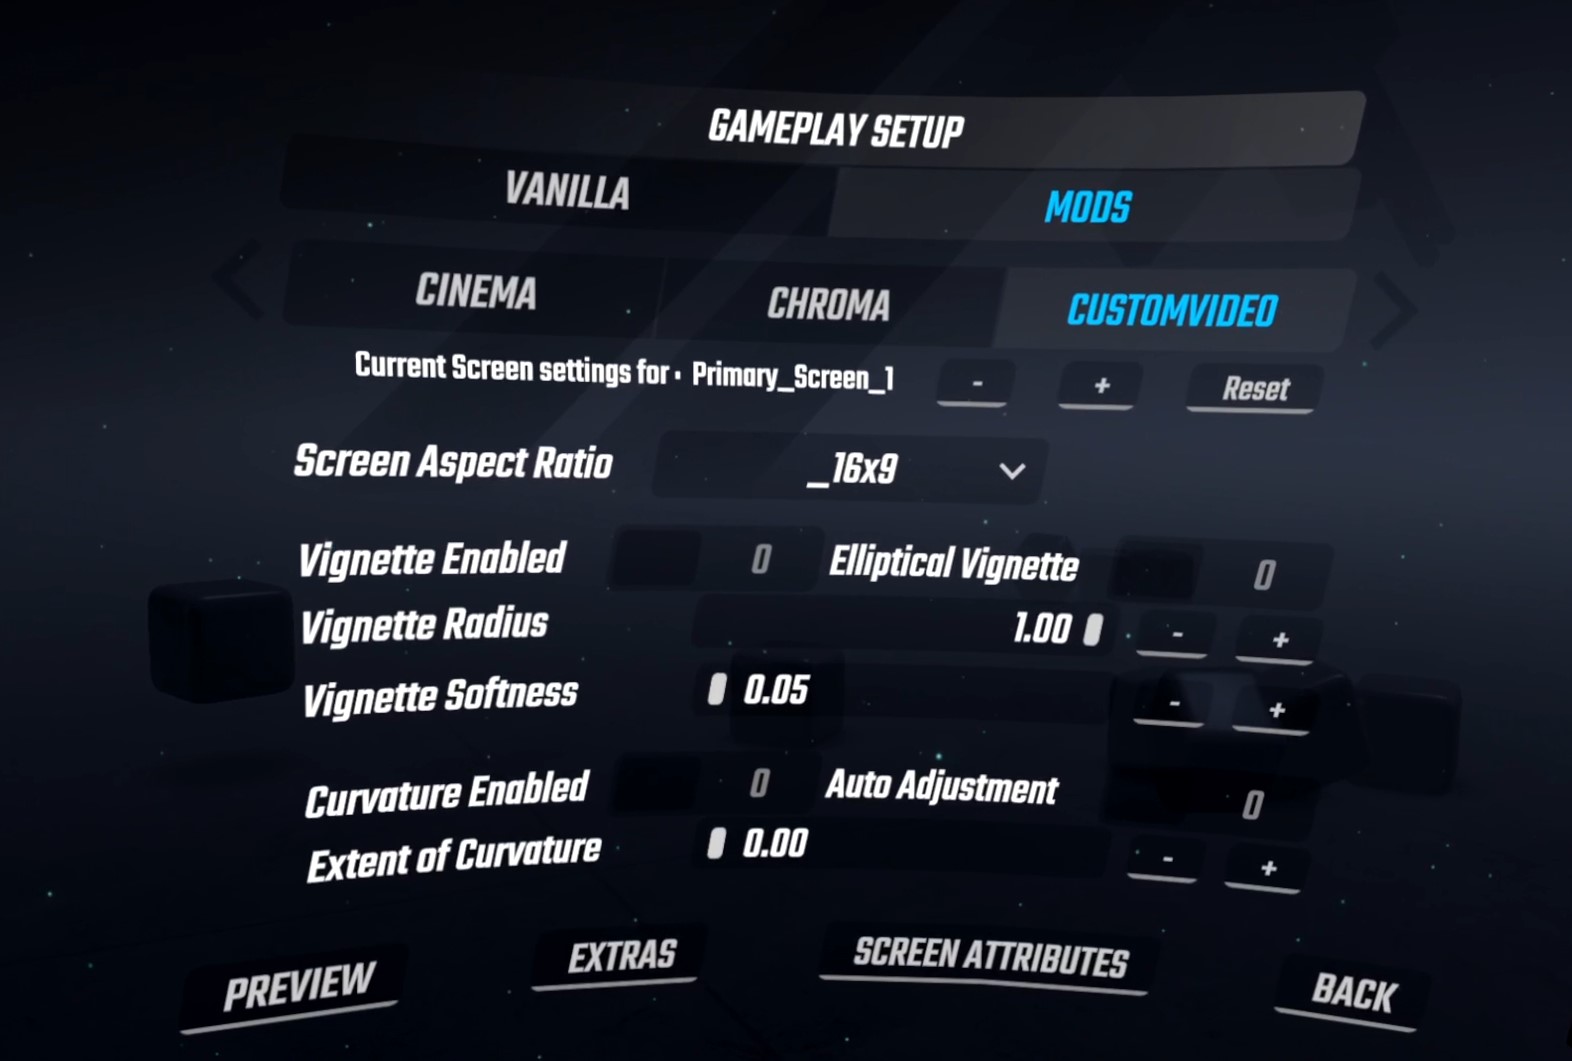 GAMEPLAY SETUP
VANILLA MODS
CINEMA CHROMA CUSTOMVIDEO
Current Screen settings for : Primary_Screen_1 - + Reset
Screen Aspect Ratio _16x9
Vignette Enabled 0 Elliptical Vignette 0
Vignette Radius 1.00 - +
Vignette Softness 0.05 - +
Curvature Enabled 0 Auto Adjustment 0
Extent of Curvature 0.00 - +
PREVIEW EXTRAS SCREEN ATTRIBUTES BACK